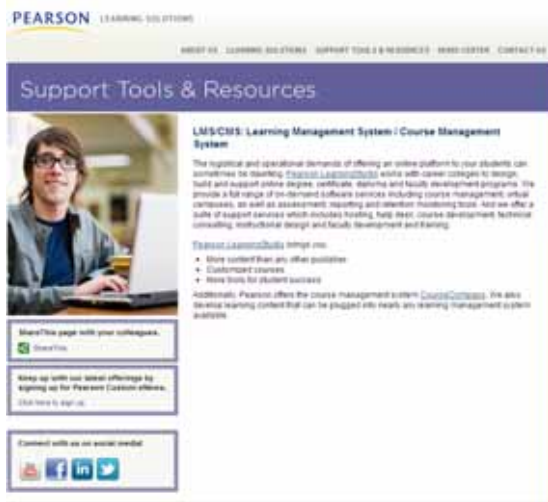 PEARSON LEARNING SOLUTIONS
ABOUT US LEARNING SOLUTIONS SUPPORT TOOLS & RESOURCES NEWS CENTER CONTACT US
Support Tools & Resources
LMS/CMS: Learning Management System / Course Management
System
The logistical and operational demands of offering an online platform to your students can
sometimes be daunting. Pearson LearningStudio works with career colleges to design,
build and support online degree, certificate, diploma and faculty development programs. We
provide a full range of on-demand software services including course management, virtual
campuses, as well as assessment, reporting and retention monitoring tools. And we offer a
suite of support services which includes hosting, help desk, course development, technical
consulting, instructional design and faculty development and training.
Pearson LearningStudio brings you:
• More content than any other
• Customized courses
• More tools for student success
Additionally, Pearson offers the course management system CourseCompass. We also
develop learning content that can be plugged into nearly any learning management system
available.
ShareThis page with your colleagues.
ShareThis
Keep up with our latest offerings by
signing up for Pearson Custom eNews.
Click here to sign up.
Connect with us on social media!